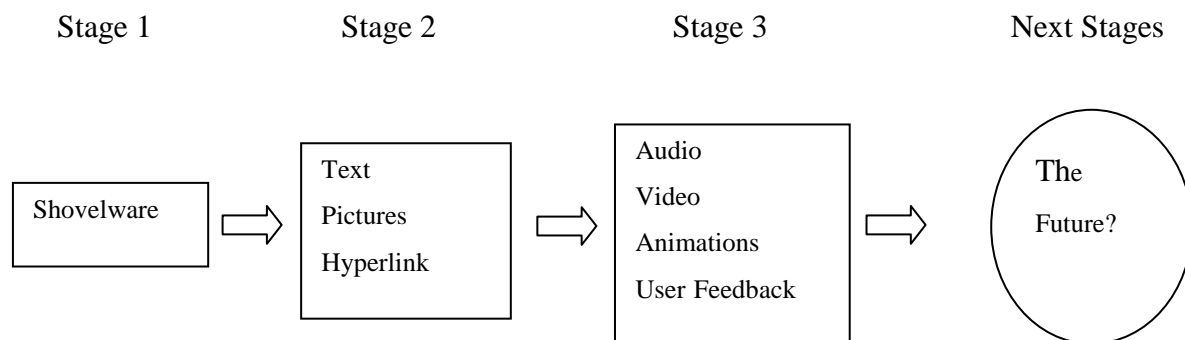 Stage 1
Stage 2
Stage 3
Next Stages
Shovelware
Text
Pictures
Hyperlink
Audio
Video
Animations
User Feedback
The
Future?